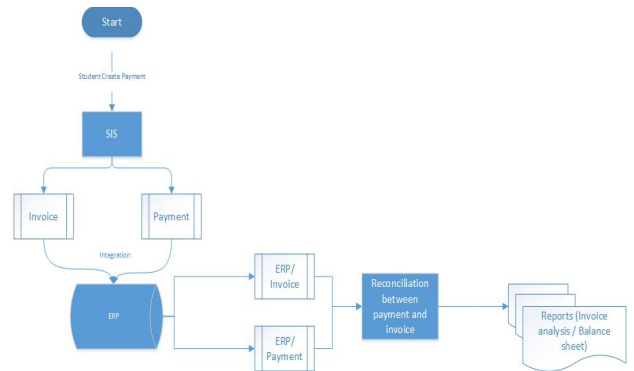 Start
Student Create Payment
SIS
Invoice
Payment
Integration
ERP
ERP/
Invoice
ERP/
Payment
Reconciliation
between
payment and
invoice
Reports (Invoice
analysis / Balance
sheet)